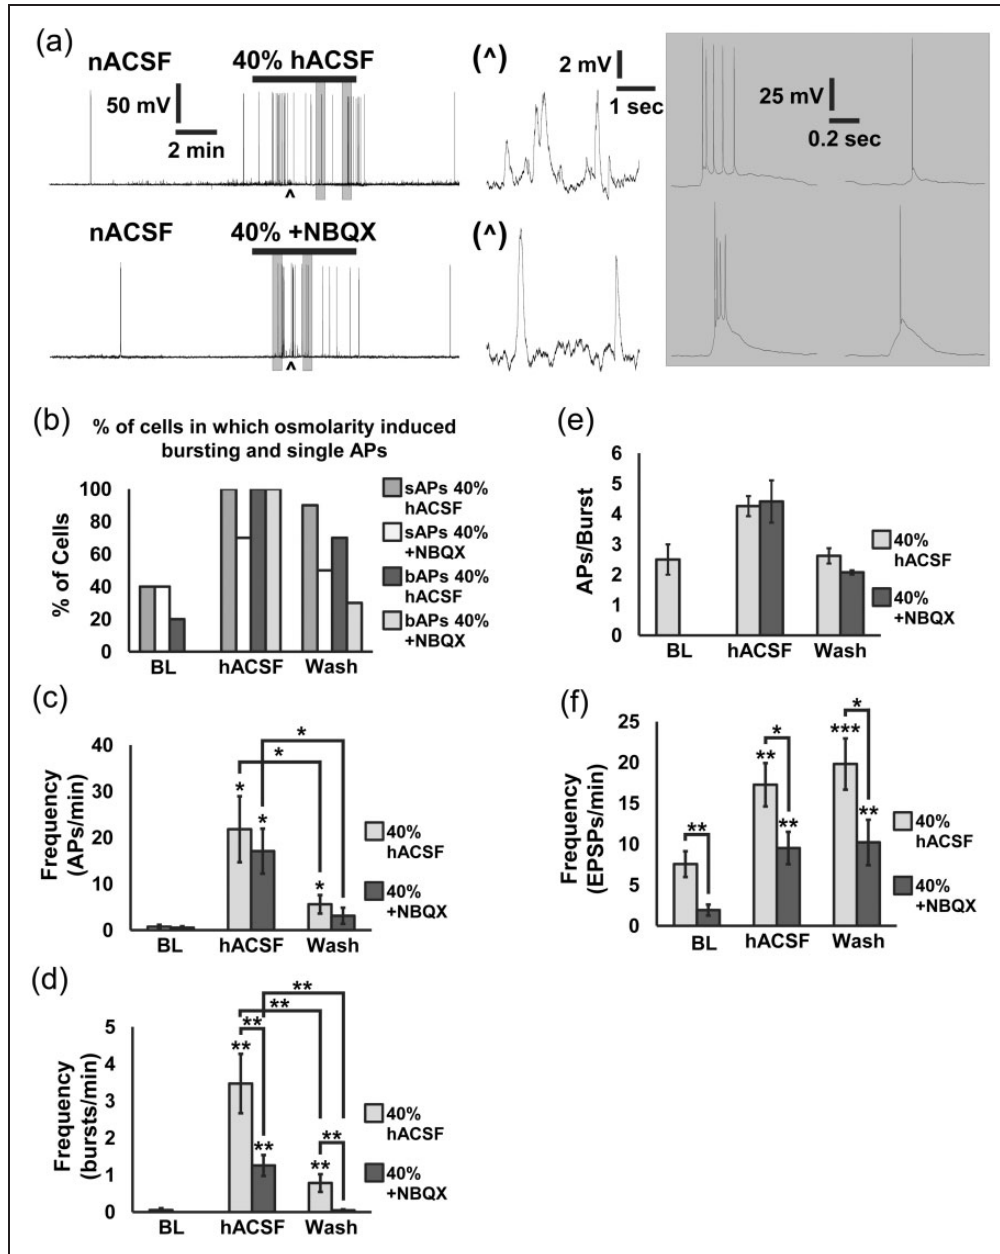 (a)
nACSF
40% hACSF
50 mV
2 min
^
(^)
2 mV
1 sec
25 mV
0.2 sec
nACSF
40% +NBQX
^
(^)
(b)
% of cells in which osmolarity induced
bursting and single APs
% of Cells
100
80
60
40
20
0
BL
hACSF
Wash
sAPs 40%
hACSF
sAPs 40%
+NBQX
bAPs 40%
hACSF
bAPs 40%
+NBQX
(e)
APs/Burst
6
5
4
3
2
1
0
BL
hACSF
Wash
40%
hACSF
40%
+NBQX
(c)
Frequency
(APs/min)
40
30
20
10
0
*
*
*
*
*
BL
hACSF
Wash
40%
hACSF
40%
+NBQX
(f)
Frequency
(EPSPs/min)
25
20
15
10
5
0
**
*
**
**
*
***
**
BL
hACSF
Wash
40%
hACSF
40%
+NBQX
(d)
Frequency
(bursts/min)
5
4
3
2
1
0
**
**
**
**
**
**
**
BL
hACSF
Wash
40%
hACSF
40%
+NBQX